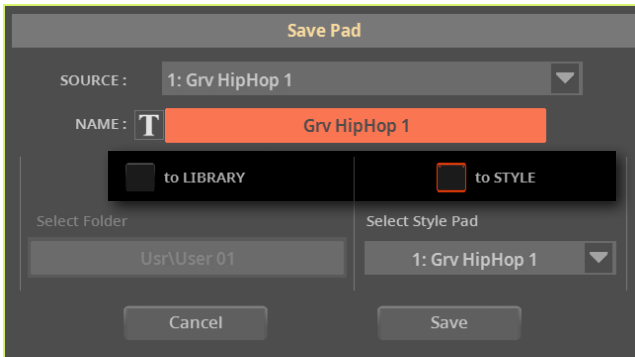 Save Pad
SOURCE : 1: Grv HipHop 1
NAME : T Grv HipHop 1
to LIBRARY to STYLE
Select Folder Select Style Pad
Usr\User 01 1: Grv HipHop 1
Cancel Save